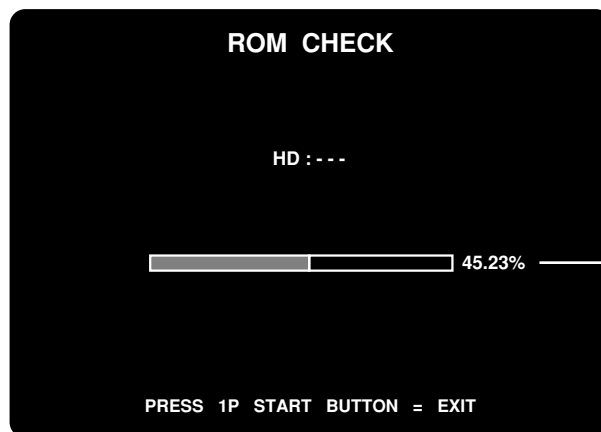 ROM CHECK
HD : - - -
45.23%
PRESS 1P START BUTTON = EXIT